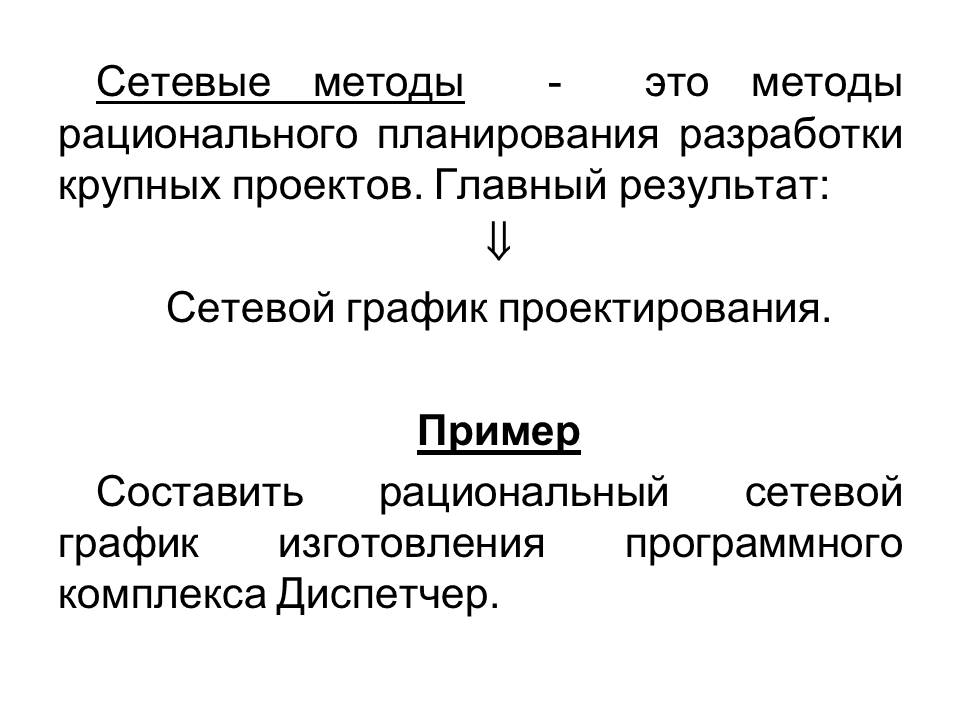 Сетевые методы - это методы
рационального планирования разработки
крупных проектов. Главный результат:
⇓
Сетевой график проектирования.
Пример
Составить рациональный сетевой
график изготовления программного
комплекса Диспетчер.